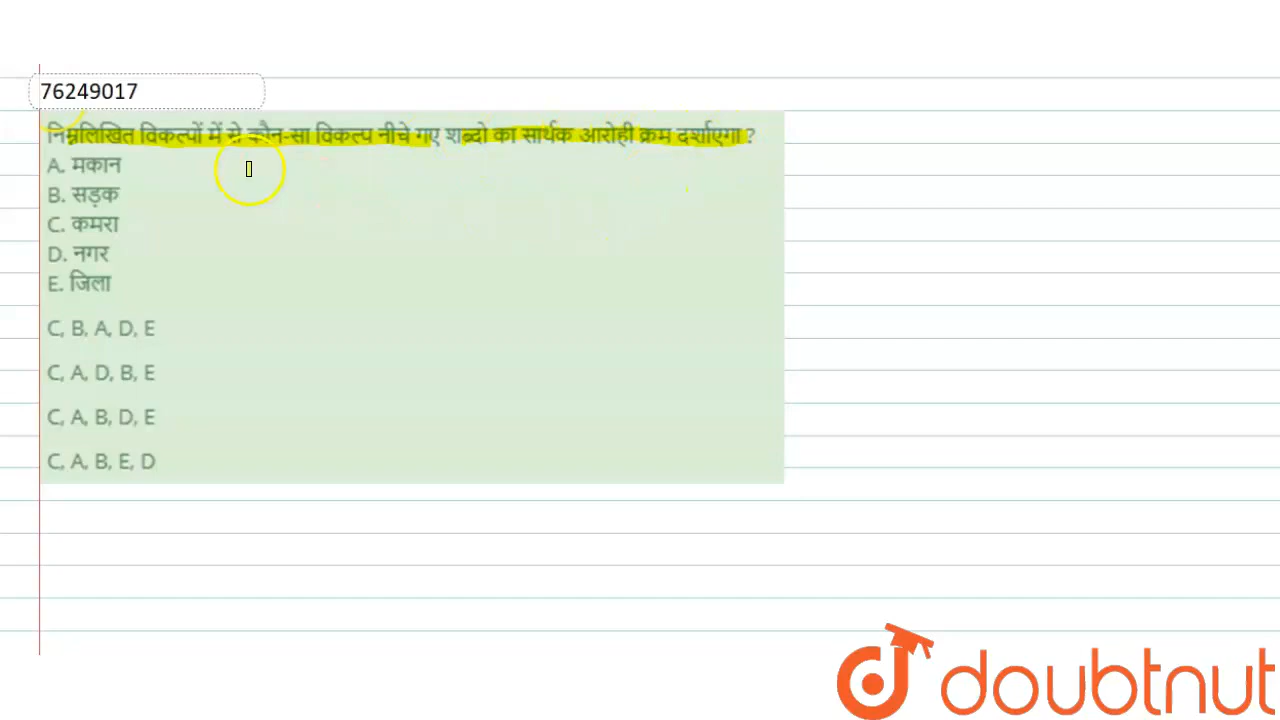 76249017
निम्नलिखित विकल्पों में से कौन-सा विकल्प नीचे गए शब्दो का सार्थक आरोही क्रम दर्शाएगा ?
A. मकान
B. सड़क
C. कमरा
D. नगर
E. जिला
C, B, A, D, E
C, A, D, B, E
C, A, B, D, E
C, A, B, E, D
doubtnut